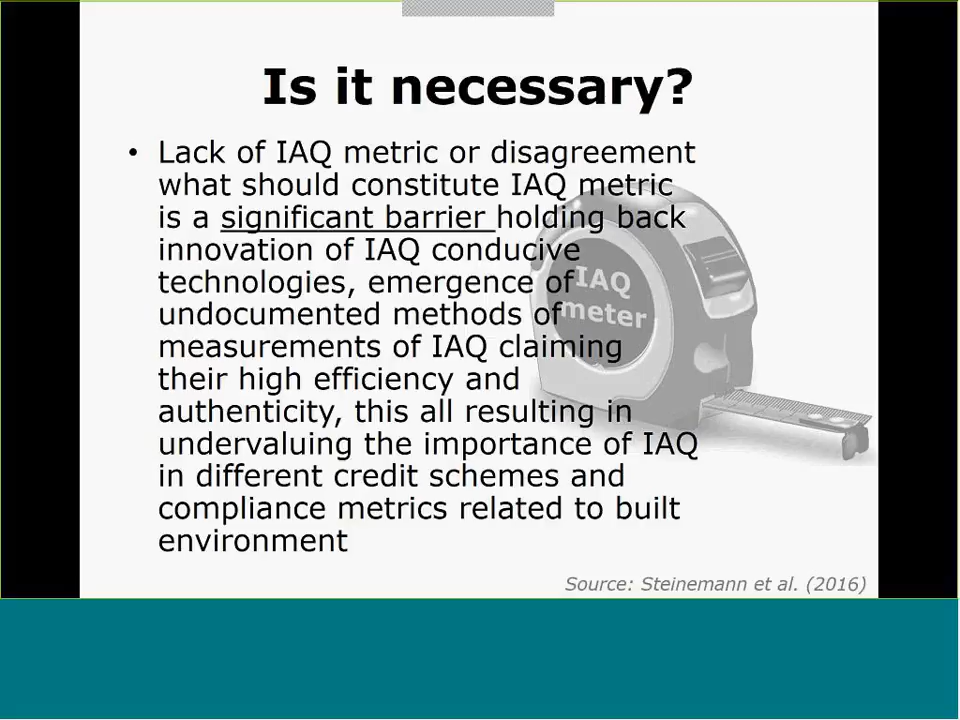 Is it necessary?
• Lack of IAQ metric or disagreement
what should constitute IAQ metric
is a significant barrier holding back
innovation of IAQ conducive
technologies, emergence of
undocumented methods of
measurements of IAQ claiming
their high efficiency and
authenticity, this all resulting in
undervaluing the importance of IAQ
in different credit schemes and
compliance metrics related to built
environment
IAQ
meter
Source: Steinemann et al. (2016)